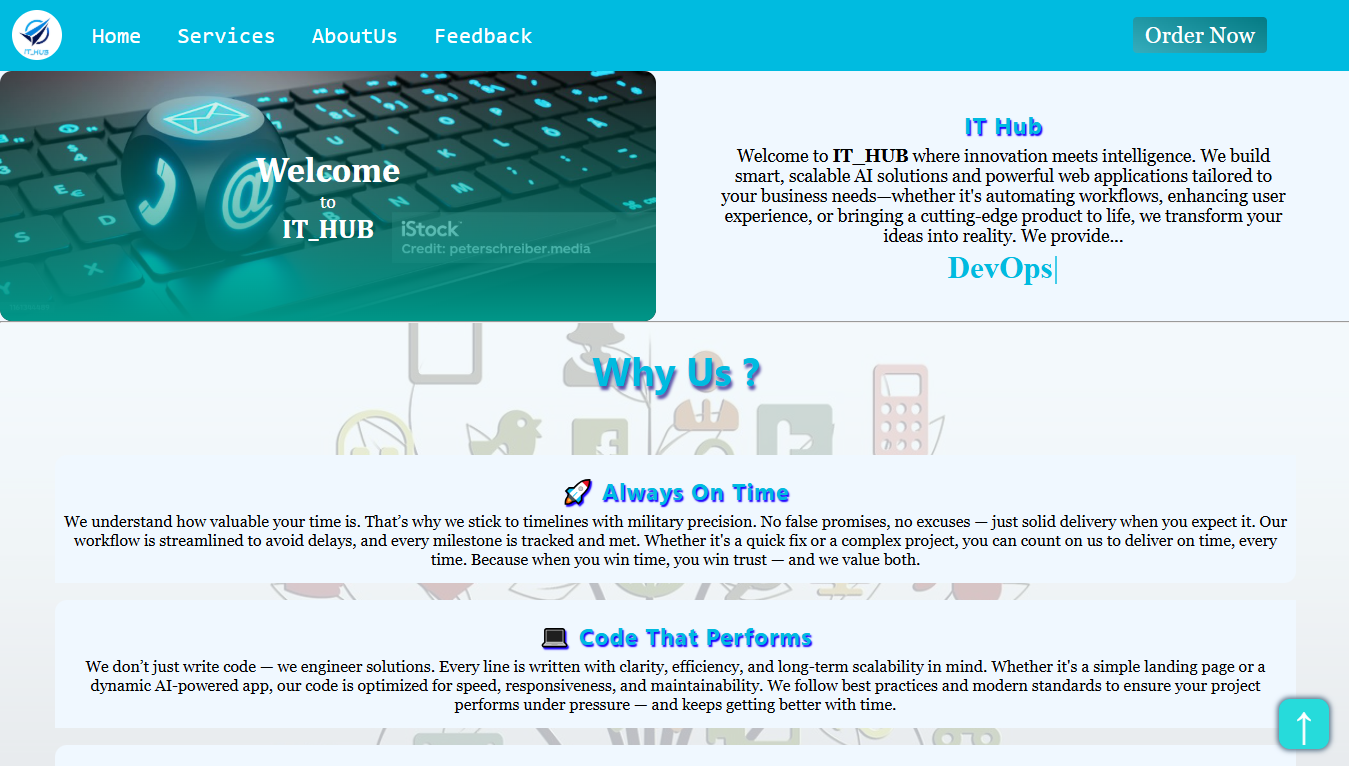 IT_HUB
Home
Services
AboutUs
Feedback
Order Now
Welcome
to
IT_HUB
iStock
Credit: peterschreiber.media
IT Hub
Welcome to IT_HUB where innovation meets intelligence. We build
smart, scalable AI solutions and powerful web applications tailored to
your business needs—whether it's automating workflows, enhancing user
experience, or bringing a cutting-edge product to life, we transform your
ideas into reality. We provide...
DevOps|
Why Us ?
🚀 Always On Time
We understand how valuable your time is. That’s why we stick to timelines with military precision. No false promises, no excuses — just solid delivery when you expect it. Our
workflow is streamlined to avoid delays, and every milestone is tracked and met. Whether it's a quick fix or a complex project, you can count on us to deliver on time, every
time. Because when you win time, you win trust — and we value both.
💻 Code That Performs
We don’t just write code — we engineer solutions. Every line is written with clarity, efficiency, and long-term scalability in mind. Whether it's a simple landing page or a
dynamic AI-powered app, our code is optimized for speed, responsiveness, and maintainability. We follow best practices and modern standards to ensure your project
performs under pressure — and keeps getting better with time.
↑